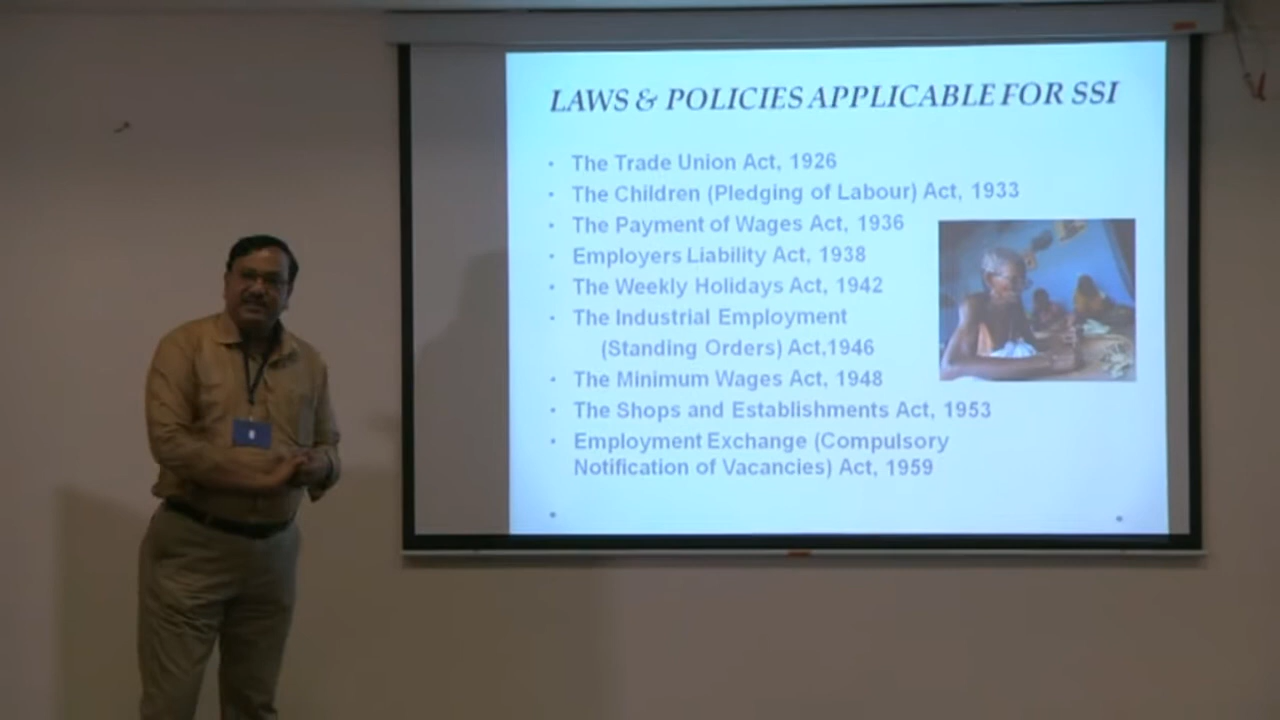 LAWS & POLICIES APPLICABLE FOR SSI
• The Trade Union Act, 1926
• The Children (Pledging of Labour) Act, 1933
• The Payment of Wages Act, 1936
• Employers Liability Act, 1938
• The Weekly Holidays Act, 1942
• The Industrial Employment
(Standing Orders) Act,1946
• The Minimum Wages Act, 1948
• The Shops and Establishments Act, 1953
• Employment Exchange (Compulsory
Notification of Vacancies) Act, 1959